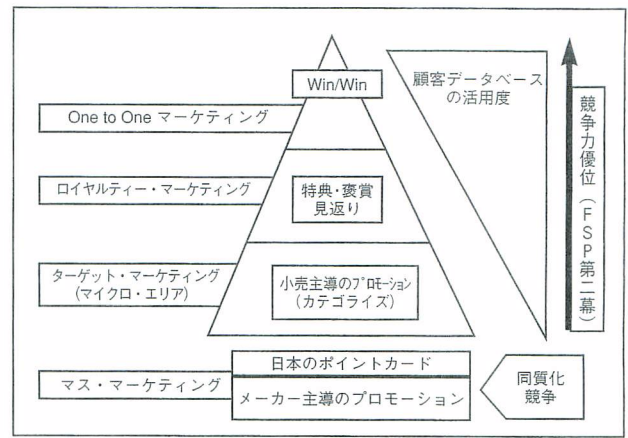 Win/Win
顧客データベース
の活用度
One to One マーケティング
ロイヤルティー・マーケティング
特典・褒賞
見返り
ターゲット・マーケティング
(マイクロ・エリア)
小売主導のプロモーション
(カテゴライズ)
競争力優位(FSP第二幕)
日本のポイントカード
マス・マーケティング
メーカー主導のプロモーション
同質化
競争